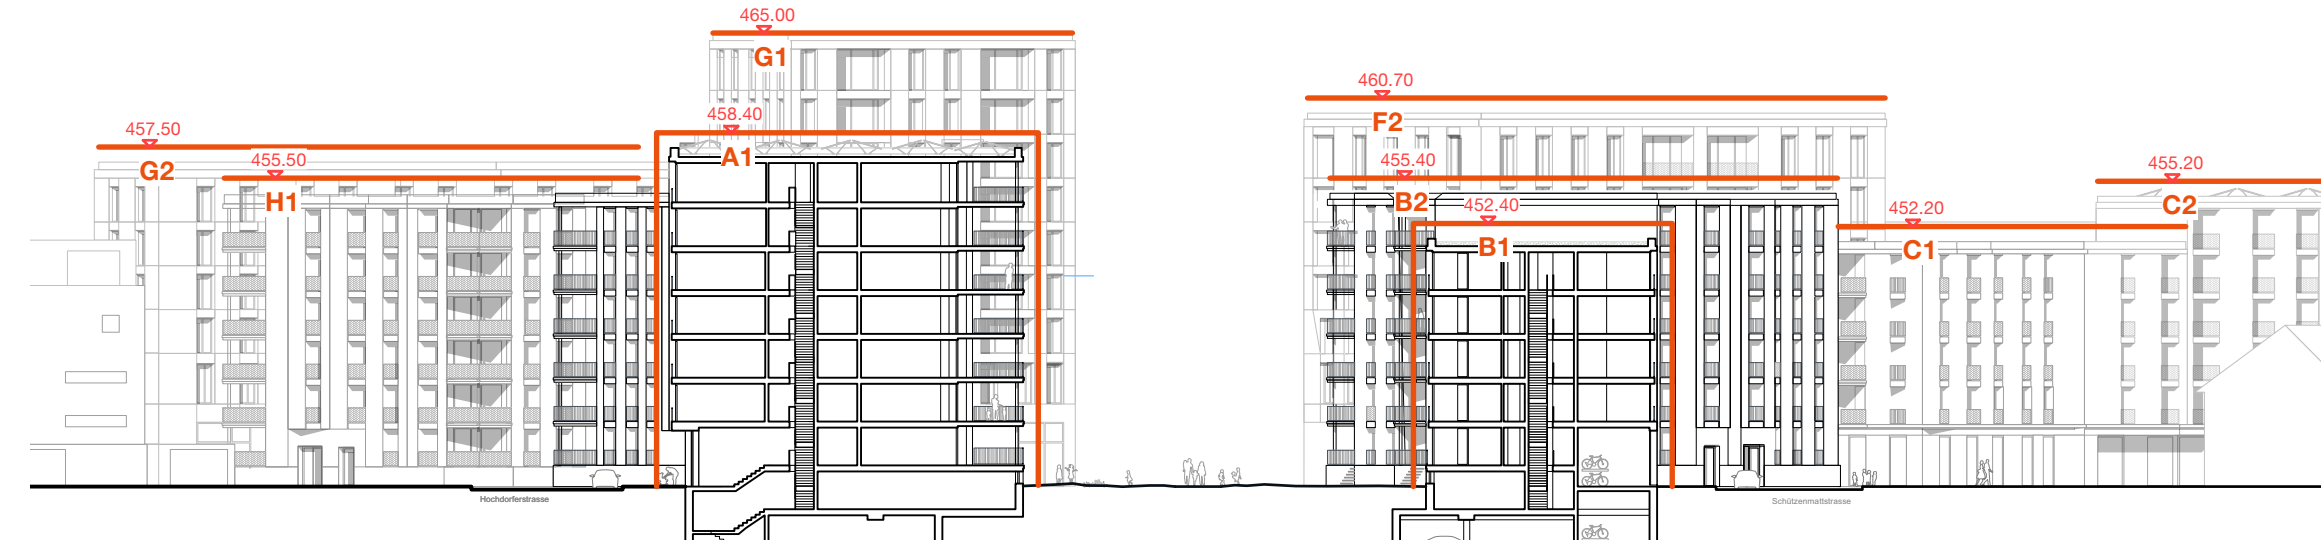 465.00
G1
460.70
F2
458.40
A1
457.50
G2
455.50
H1
455.40
B2
455.20
C2
452.40
B1
452.20
C1
Hochdorferstrasse
Schützenmattstrasse